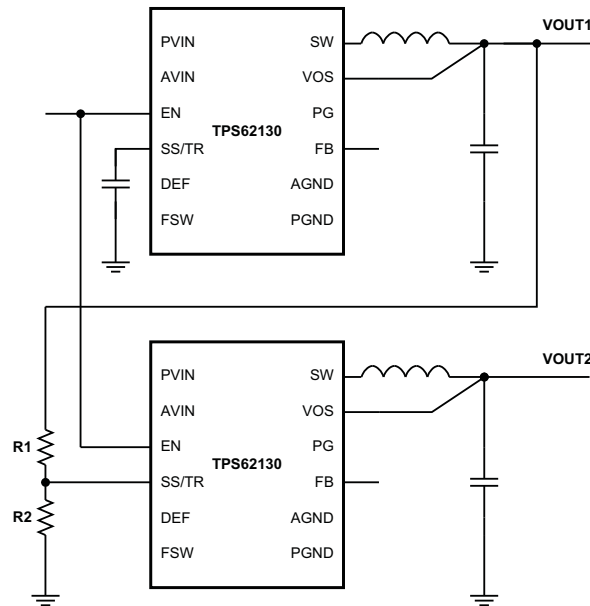 VOUT1
PVIN SW
AVIN VOS
EN PG
TPS62130
SS/TR FB
DEF AGND
FSW PGND
VOUT2
PVIN SW
AVIN VOS
R1 EN PG
TPS62130
SS/TR FB
R2 DEF AGND
FSW PGND